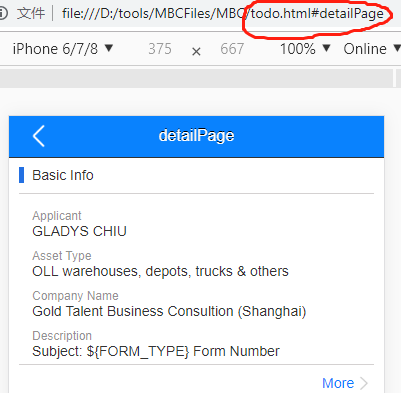 文件 file:///D:/tools/MBCFiles/MBC/todo.html#detailPage
iPhone 6/7/8 ▼ 375 × 667 100% ▼ Online ▼
detailPage
Basic Info
Applicant
GLADYS CHIU
Asset Type
OLL warehouses, depots, trucks & others
Company Name
Gold Talent Business Consultion (Shanghai)
Description
Subject: ${FORM_TYPE} Form Number
More